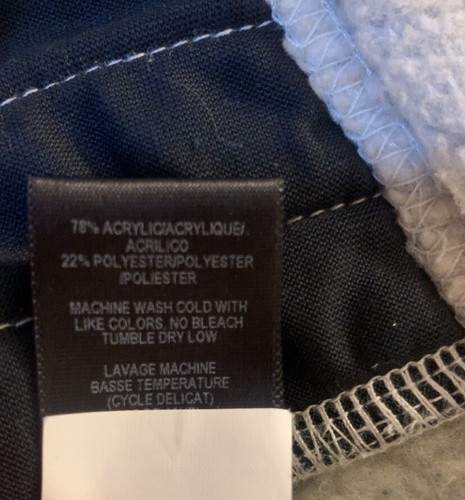 78% ACRYLIC/ACRYLIQUE/.
ACRILICO
22% POLYESTER/POLYESTER
/POLIESTER
MACHINE WASH COLD WITH
LIKE COLORS, NO BLEACH
TUMBLE DRY LOW
LAVAGE MACHINE
BASSE TEMPERATURE
(CYCLE DELICAT)